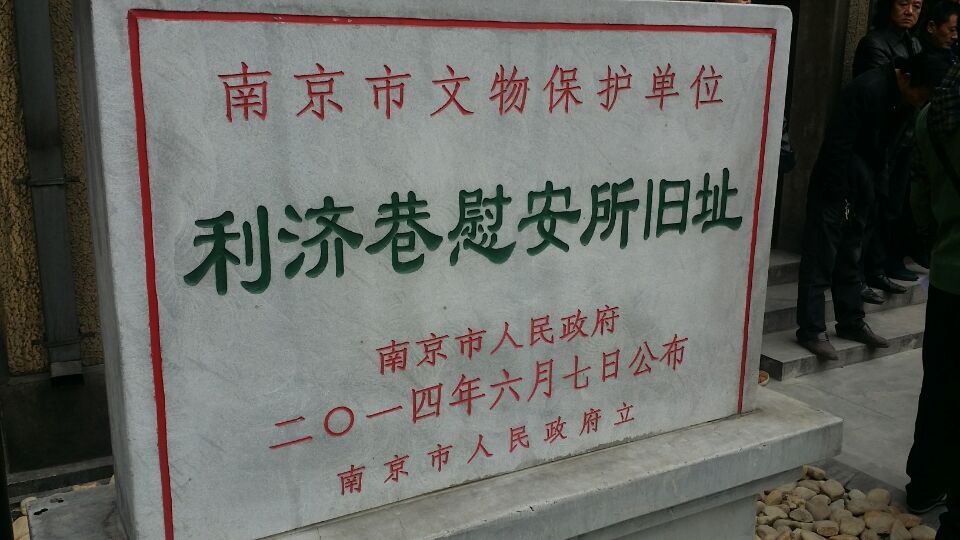 南京市文物保护单位
利济巷慰安所旧址
南京市人民政府
二〇一四年六月七日公布
南京市人民政府立